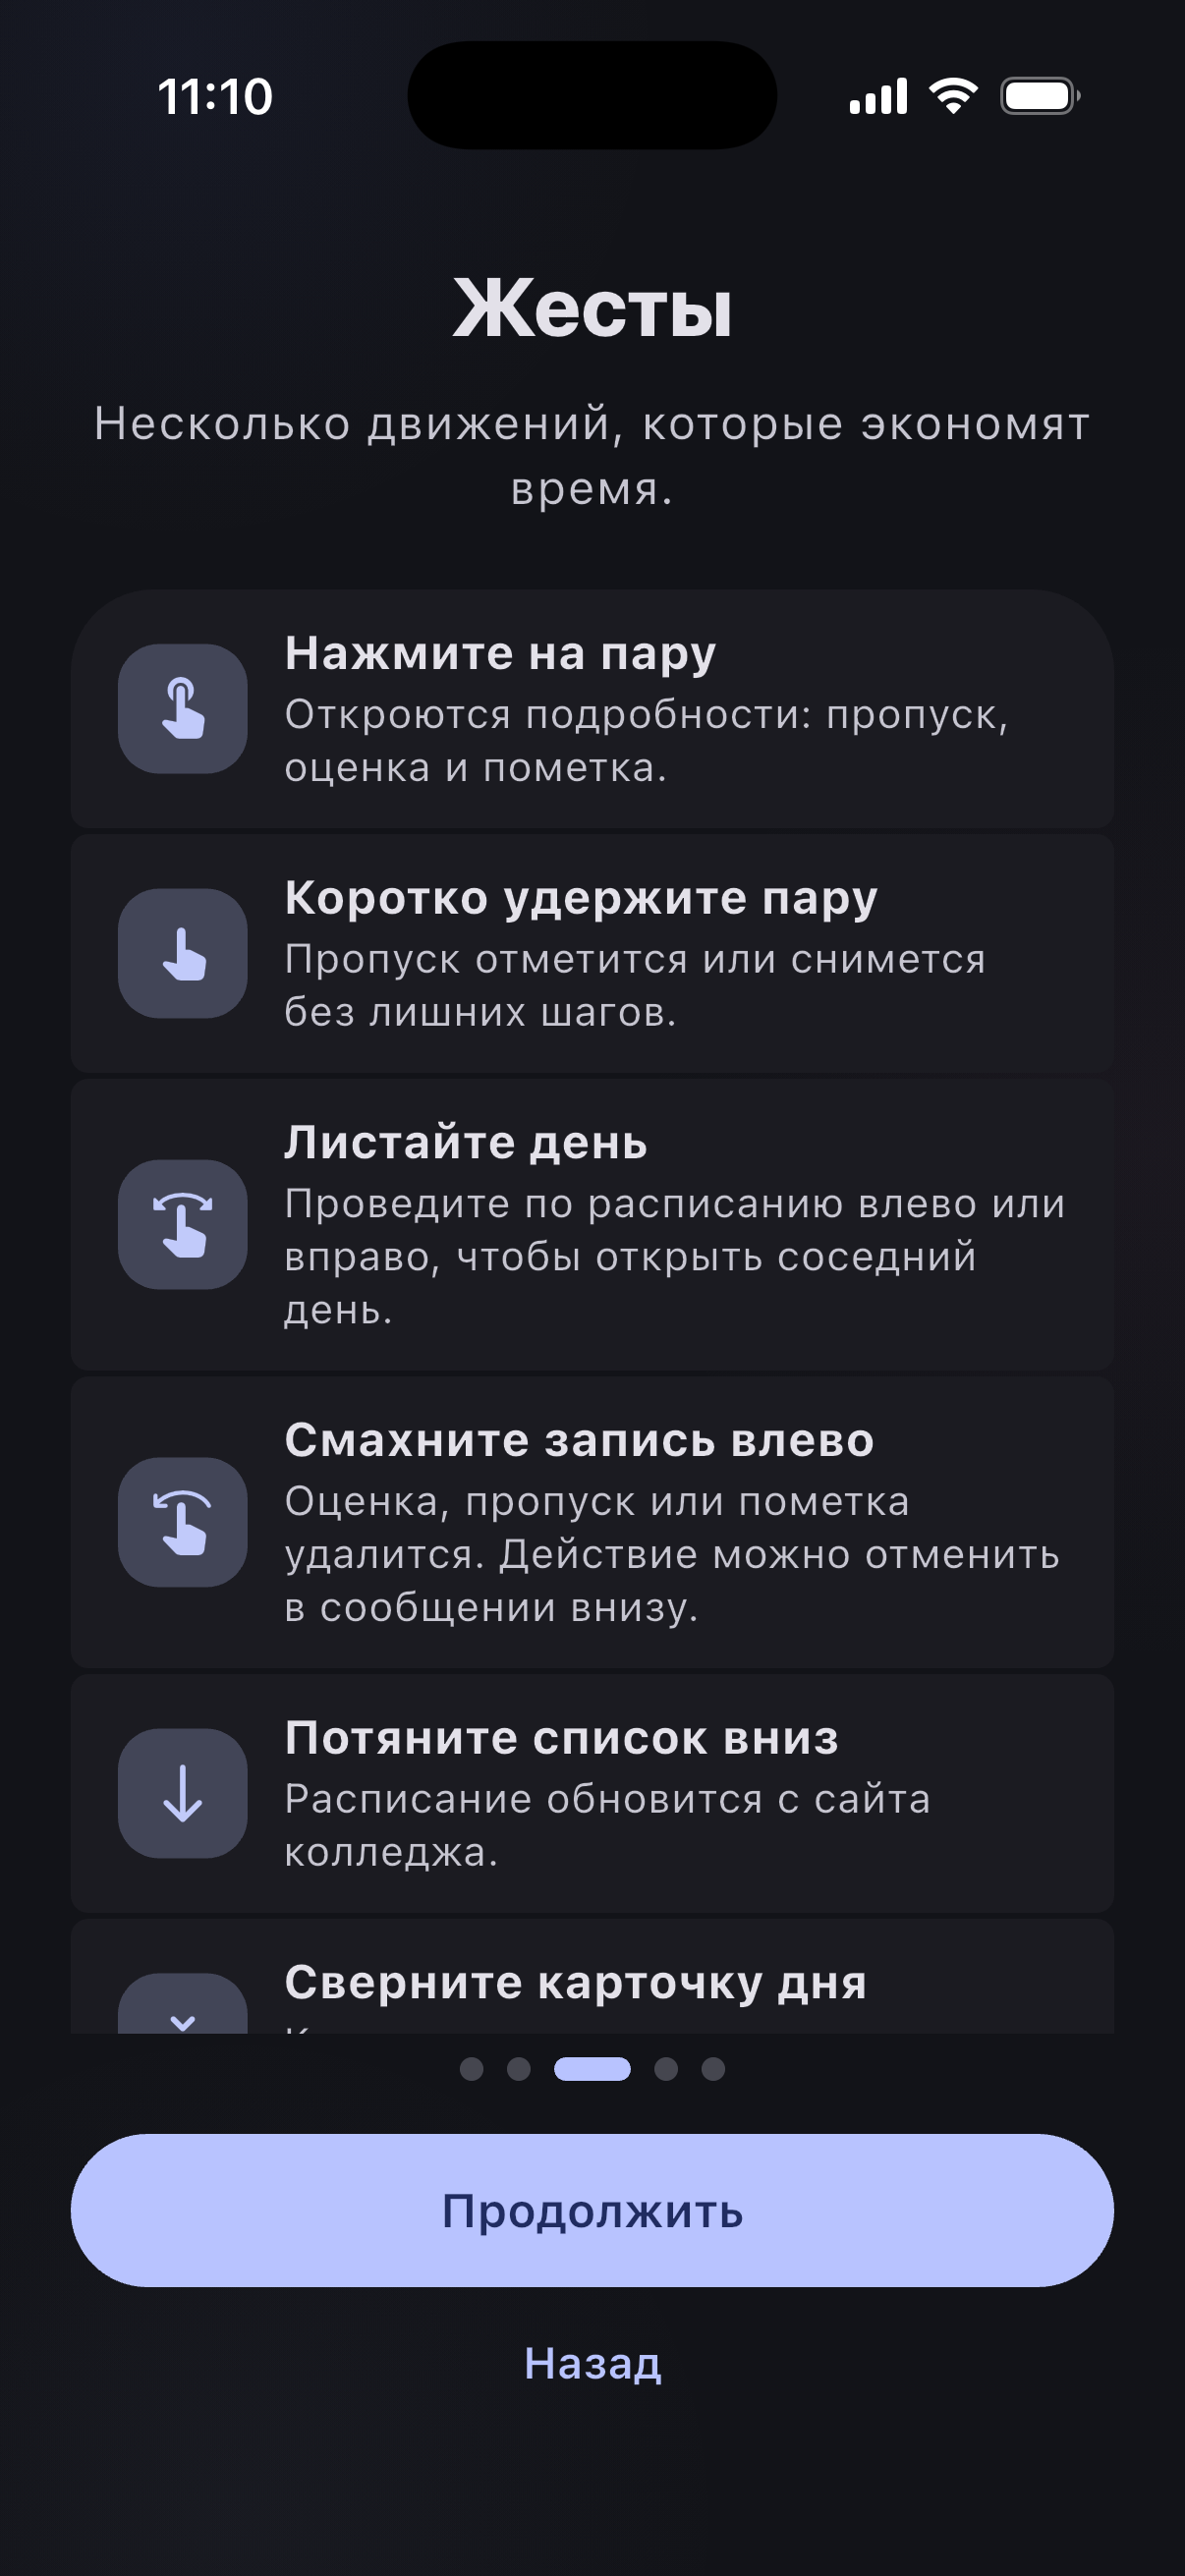 11:10
Жесты
Несколько движений, которые экономят
время.
Нажмите на пару
Откроются подробности: пропуск,
оценка и пометка.
Коротко удержите пару
Пропуск отметится или снимется
без лишних шагов.
Листайте день
Проведите по расписанию влево или
вправо, чтобы открыть соседний
день.
Смахните запись влево
Оценка, пропуск или пометка
удалится. Действие можно отменить
в сообщении внизу.
Потяните список вниз
Расписание обновится с сайта
колледжа.
Сверните карточку дня
Продолжить
Назад